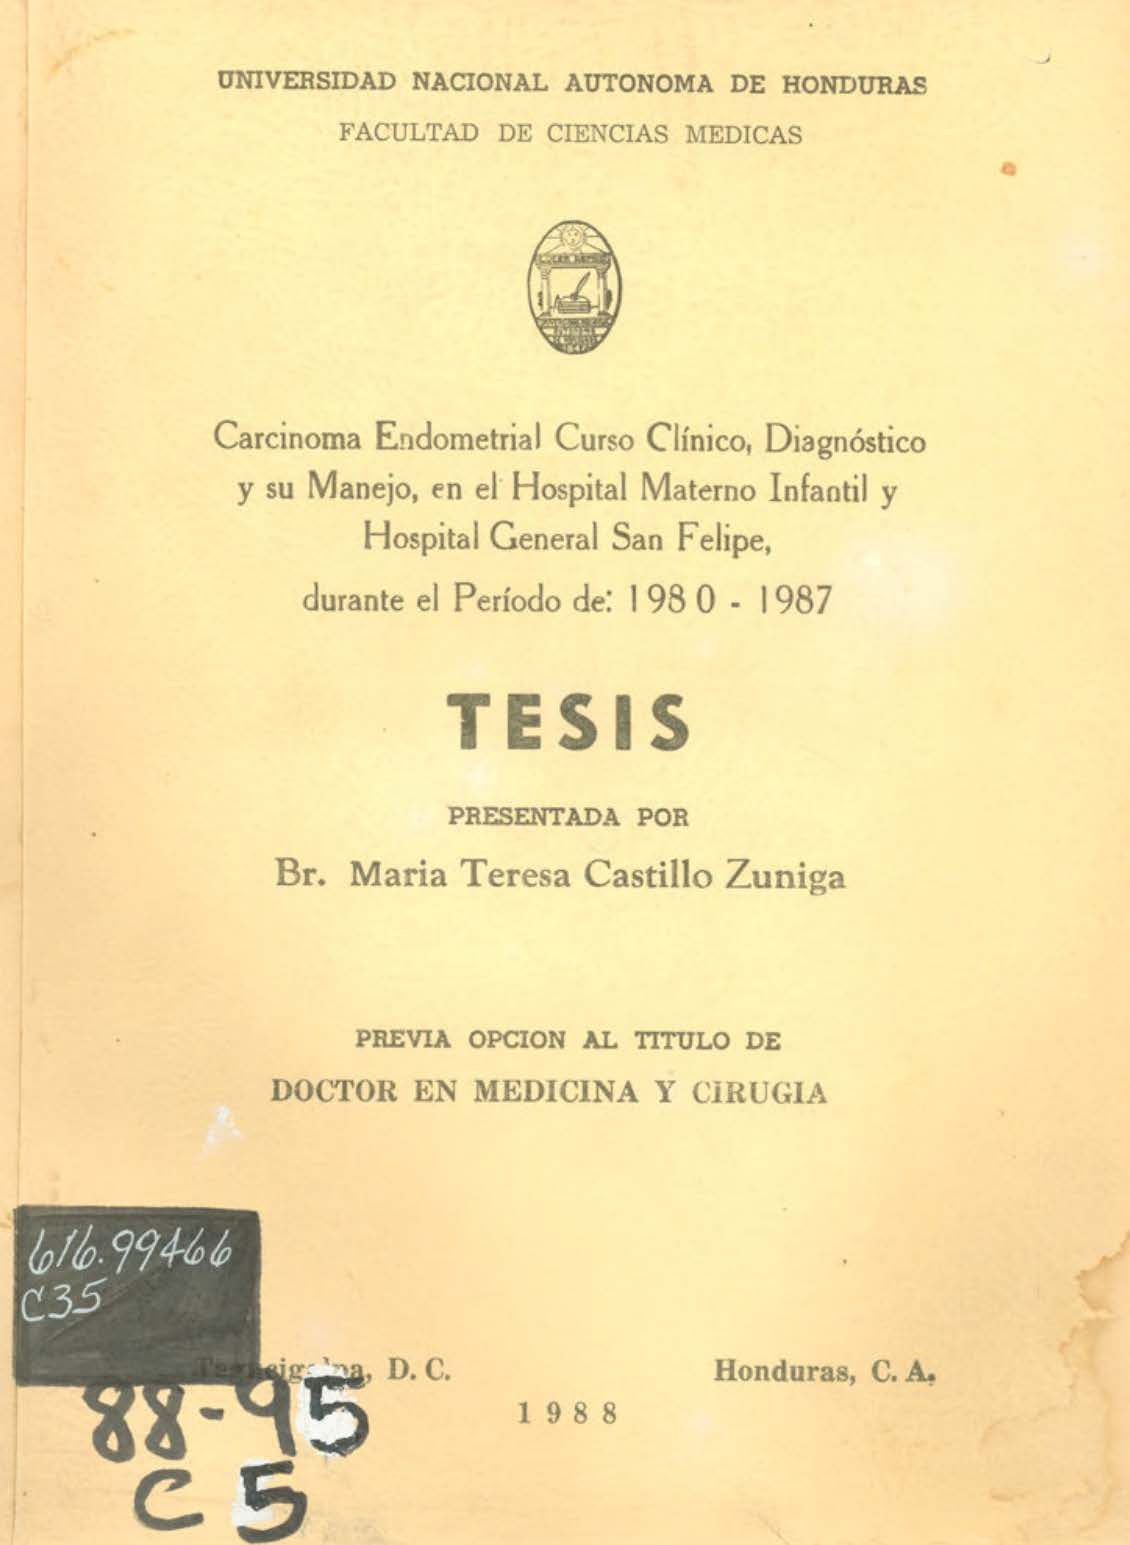 UNIVERSIDAD NACIONAL AUTONOMA DE HONDURAS
FACULTAD DE CIENCIAS MEDICAS
Carcinoma Endometrial Curso Clínico, Diagnóstico
y su Manejo, en el Hospital Materno Infantil y
Hospital General San Felipe,
durante el Período de: 1980 - 1987
TESIS
PRESENTADA POR
Br. Maria Teresa Castillo Zuniga
PREVIA OPCION AL TITULO DE
DOCTOR EN MEDICINA Y CIRUGIA
616.99466
C35
Tegucigalpa, D. C. Honduras, C. A.
1988
88-95
C 5